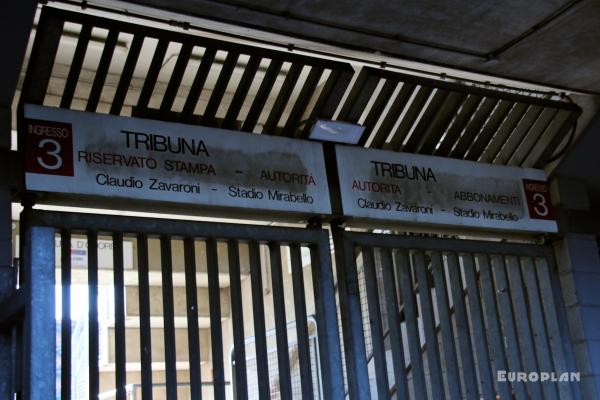 INGRESSO
3
TRIBUNA
RISERVATO STAMPA - AUTORITÀ
Claudio Zavaroni - Stadio Mirabello
TRIBUNA
AUTORITA - ABBONAMENTI
Claudio Zavaroni - Stadio Mirabello
INGRESSO
3
EUROPLAN